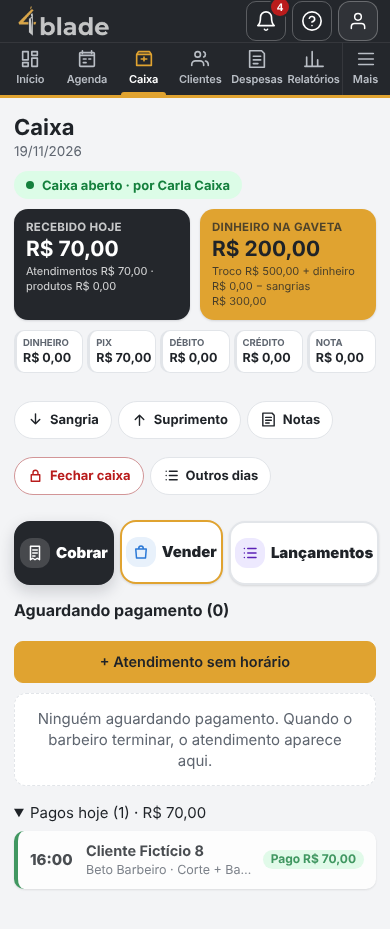 4blade
4
Início
Agenda
Caixa
Clientes
Despesas
Relatórios
Mais
Caixa
19/11/2026
Caixa aberto · por Carla Caixa
RECEBIDO HOJE
R$ 70,00
Atendimentos R$ 70,00 ·
produtos R$ 0,00
DINHEIRO NA GAVETA
R$ 200,00
Troco R$ 500,00 + dinheiro
R$ 0,00 − sangrias
R$ 300,00
DINHEIRO
R$ 0,00
PIX
R$ 70,00
DÉBITO
R$ 0,00
CRÉDITO
R$ 0,00
NOTA
R$ 0,00
Sangria
Suprimento
Notas
Fechar caixa
Outros dias
Cobrar
Vender
Lançamentos
Aguardando pagamento (0)
+ Atendimento sem horário
Ninguém aguardando pagamento. Quando o
barbeiro terminar, o atendimento aparece
aqui.
▼ Pagos hoje (1) · R$ 70,00
16:00
Cliente Fictício 8
Beto Barbeiro · Corte + Ba...
Pago R$ 70,00